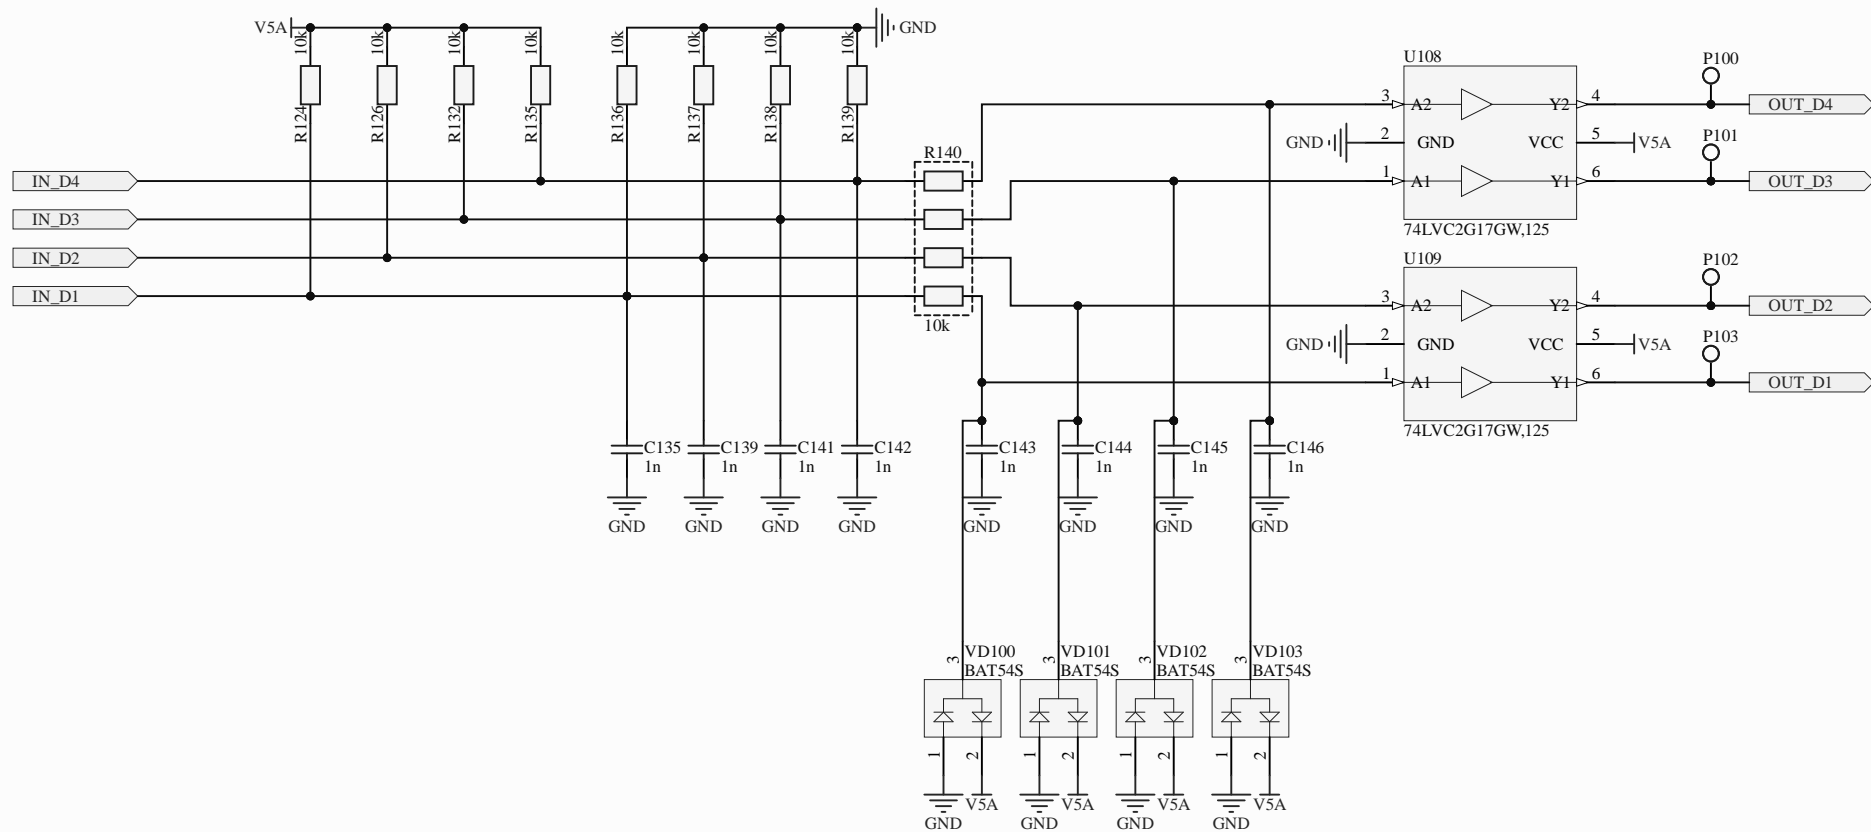 V5A
10k
10k
10k
10k
10k
10k
10k
10k
GND
R124
R126
R132
R135
R136
R137
R138
R139
IN_D4
IN_D3
IN_D2
IN_D1
R140
10k
U108
3
A2
Y2
4
GND
2
GND
VCC
5
V5A
1
A1
Y1
6
74LVC2G17GW,125
P100
OUT_D4
P101
OUT_D3
U109
3
A2
Y2
4
GND
2
GND
VCC
5
V5A
1
A1
Y1
6
74LVC2G17GW,125
P102
OUT_D2
P103
OUT_D1
C135
1n
GND
C139
1n
GND
C141
1n
GND
C142
1n
GND
C143
1n
GND
C144
1n
GND
C145
1n
GND
C146
1n
GND
3
VD100
BAT54S
1
2
GND
V5A
3
VD101
BAT54S
1
2
GND
V5A
3
VD102
BAT54S
1
2
GND
V5A
3
VD103
BAT54S
1
2
GND
V5A